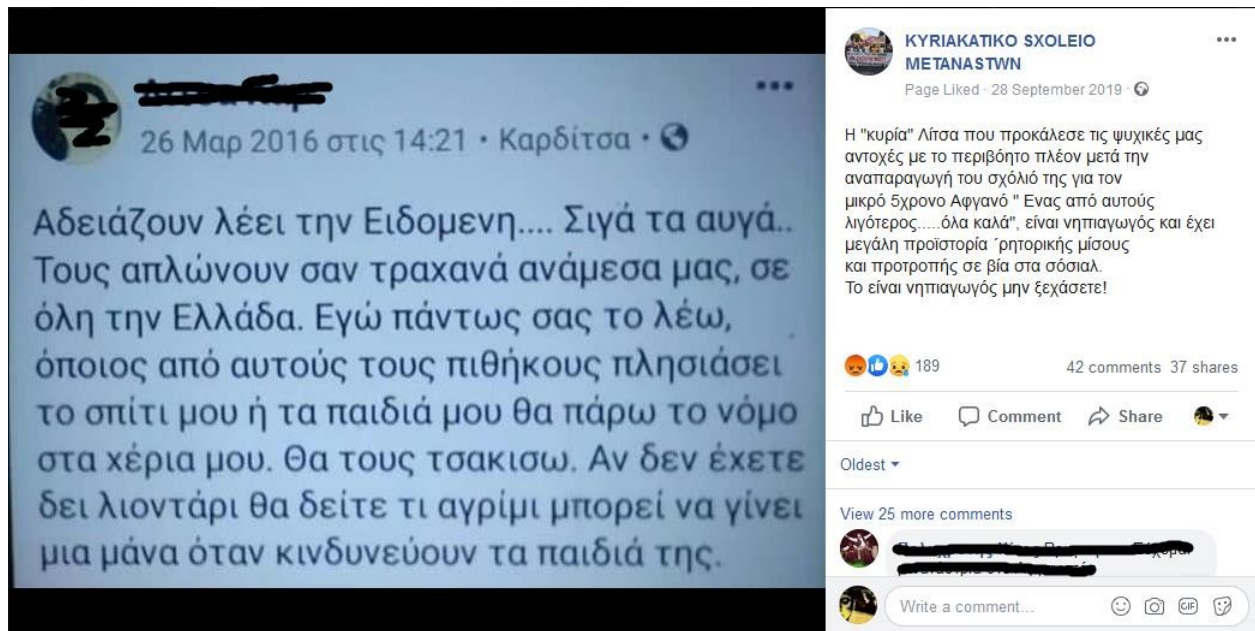 26 Μαρ 2016 στις 14:21 · Καρδίτσα ·
Αδειάζουν λέει την Ειδομενη.... Σιγά τα αυγά..
Τους απλώνουν σαν τραχανά ανάμεσα μας, σε
όλη την Ελλάδα. Εγώ πάντως σας το λέω,
όποιος από αυτούς τους πιθήκους πλησιάσει
το σπίτι μου ή τα παιδιά μου θα πάρω το νόμο
στα χέρια μου. Θα τους τσακισω. Αν δεν έχετε
δει λιοντάρι θα δείτε τι αγρίμι μπορεί να γίνει
μια μάνα όταν κινδυνεύουν τα παιδιά της.
KYRIAKATIKO SXOLEIO
METANASTWN
Page Liked · 28 September 2019 ·
Η "κυρία" Λίτσα που προκάλεσε τις ψυχικές μας
αντοχές με το περιβόητο πλέον μετά την
αναπαραγωγή του σχόλιό της για τον
μικρό 5χρονο Αφγανό " Ενας από αυτούς
λιγότερος.....όλα καλά", είναι νηπιαγωγός και έχει
μεγάλη προϊστορία ΄ρητορικής μίσους
και προτροπής σε βία στα σόσιαλ.
Το είναι νηπιαγωγός μην ξεχάσετε!
189
42 comments 37 shares
Like Comment Share
Oldest
View 25 more comments
Write a comment...
GIF